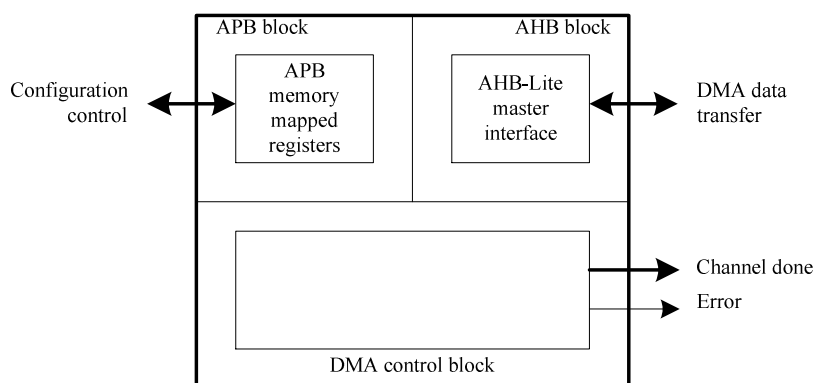 APB block
AHB block
Configuration
control
APB
memory
mapped
registers
AHB-Lite
master
interface
DMA data
transfer
Channel done
Error
DMA control block